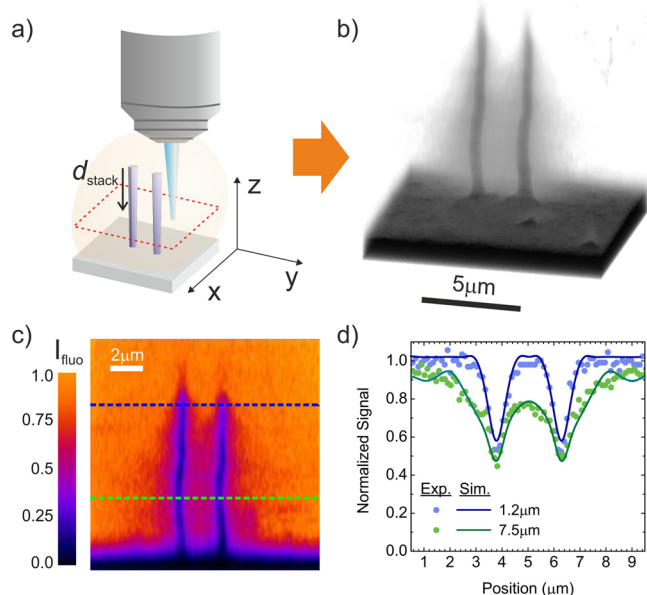 a)
d stack
z
y
x
b)
5μm
c)
I fluo
1.0
0.75
0.5
0.25
0.0
2μm
d)
Normalized Signal
1.0
0.8
0.6
0.4
0.2
0.0
Exp. Sim.
1.2μm
7.5μm
1 2 3 4 5 6 7 8 9
Position (μm)